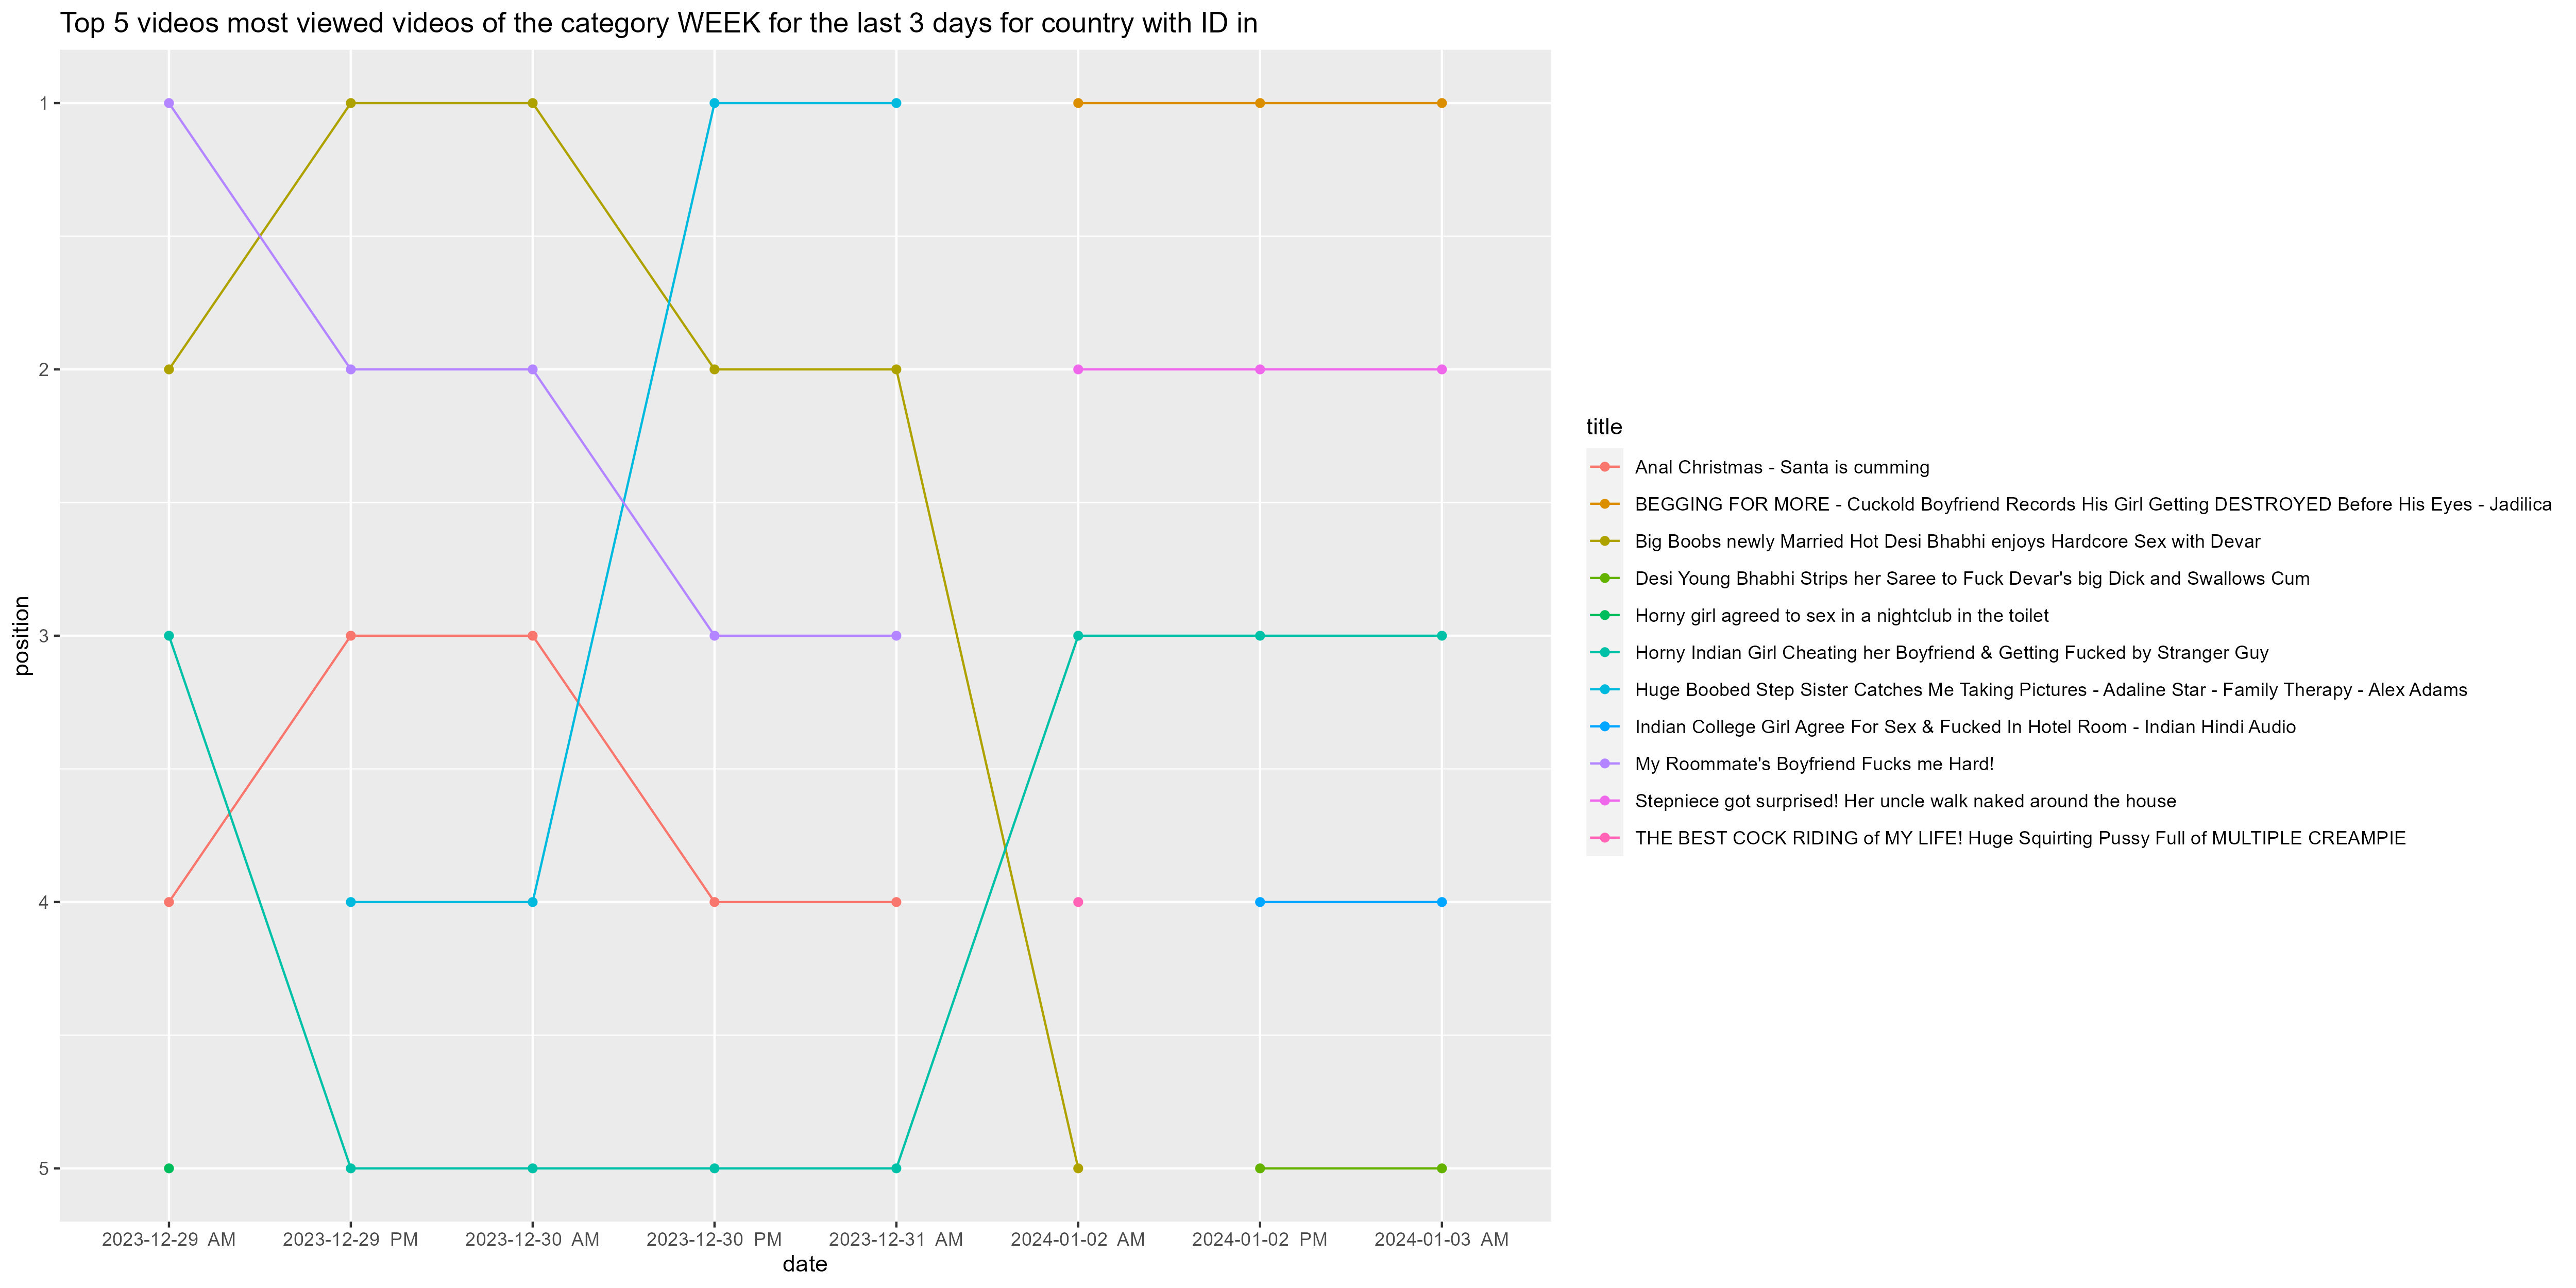 Top 5 videos most viewed videos of the category WEEK for the last 3 days for country with ID in
position
1
2
3
4
5
2023-12-29 AM
2023-12-29 PM
2023-12-30 AM
2023-12-30 PM
2023-12-31 AM
2024-01-02 AM
2024-01-02 PM
2024-01-03 AM
date
title
Anal Christmas - Santa is cumming
BEGGING FOR MORE - Cuckold Boyfriend Records His Girl Getting DESTROYED Before His Eyes - Jadilica
Big Boobs newly Married Hot Desi Bhabhi enjoys Hardcore Sex with Devar
Desi Young Bhabhi Strips her Saree to Fuck Devar's big Dick and Swallows Cum
Horny girl agreed to sex in a nightclub in the toilet
Horny Indian Girl Cheating her Boyfriend & Getting Fucked by Stranger Guy
Huge Boobed Step Sister Catches Me Taking Pictures - Adaline Star - Family Therapy - Alex Adams
Indian College Girl Agree For Sex & Fucked In Hotel Room - Indian Hindi Audio
My Roommate's Boyfriend Fucks me Hard!
Stepniece got surprised! Her uncle walk naked around the house
THE BEST COCK RIDING of MY LIFE! Huge Squirting Pussy Full of MULTIPLE CREAMPIE